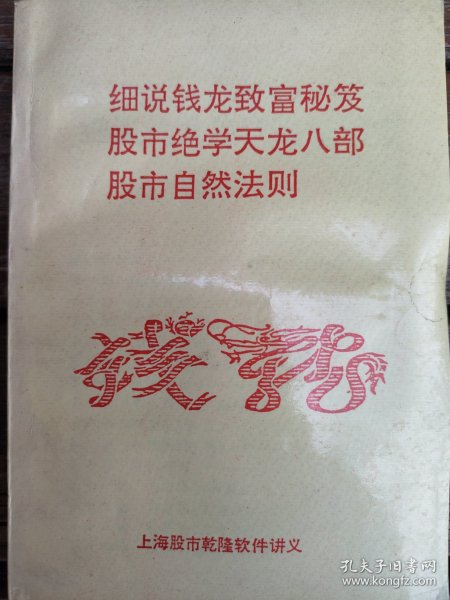 细说钱龙致富秘笈
股市绝学天龙八部
股市自然法则
钱龙
上海股市乾隆软件讲义
孔夫子旧书网
www.kongfz.com